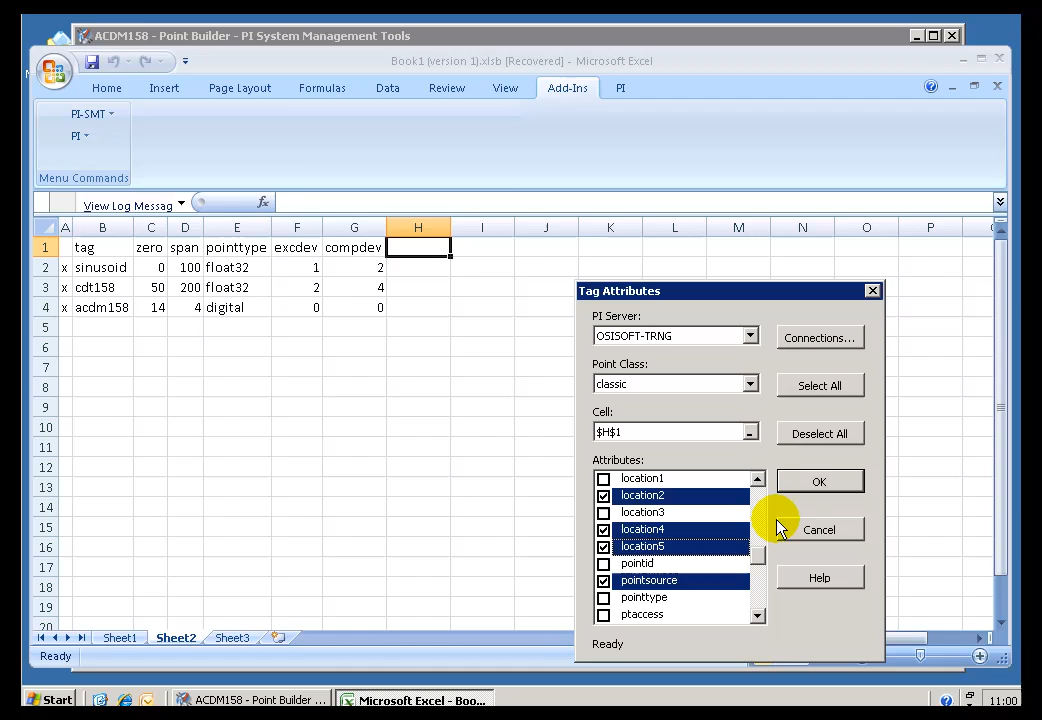 ACDM158 - Point Builder - PI System Management Tools
Book1 (version 1).xlsb [Recovered] - Microsoft Excel
Home Insert Page Layout Formulas Data Review View Add-Ins PI
PI-SMT
PI
Menu Commands
View Log Messag fx
A B C D E F G H I J K L M N O P
1 tag zero span pointtype excdev compdev
2 x sinusoid 0 100 float32 1 2
3 x cdt158 50 200 float32 2 4
4 x acdm158 14 4 digital 0 0
5
6
7
8
9
10
11
12
13
14
15
16
17
18
19
20
Tag Attributes
PI Server:
OSISOFT-TRNG
Connections...
Point Class:
classic
Select All
Cell:
$H$1
Deselect All
Attributes:
location1
location2
location3
location4
location5
pointid
pointsource
pointtype
ptaccess
OK
Cancel
Help
Ready
Sheet1 Sheet2 Sheet3
Ready
Start ACDM158 - Point Builder ... Microsoft Excel - Boo... 11:00